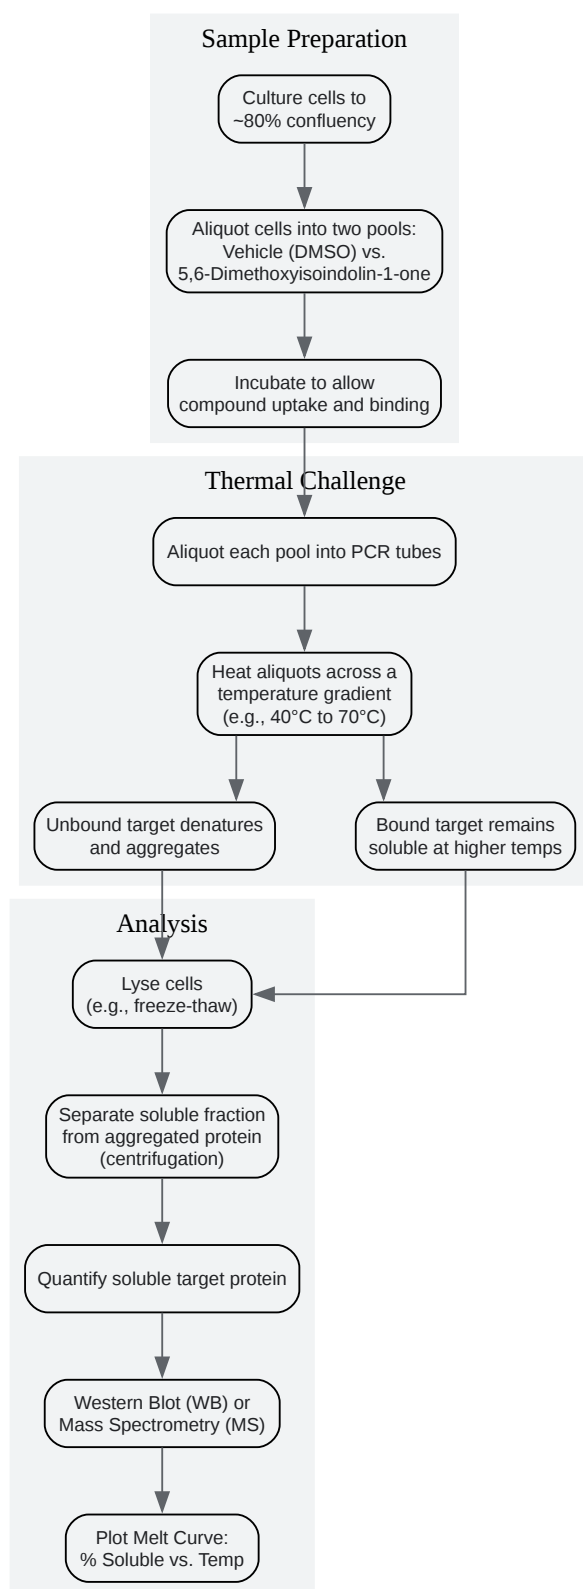 Sample Preparation
Culture cells to
~80% confluency
Aliquot cells into two pools:
Vehicle (DMSO) vs.
5,6-Dimethoxyisoindolin-1-one
Incubate to allow
compound uptake and binding
Thermal Challenge
Aliquot each pool into PCR tubes
Heat aliquots across a
temperature gradient
(e.g., 40°C to 70°C)
Unbound target denatures
and aggregates
Bound target remains
soluble at higher temps
Analysis
Lyse cells
(e.g., freeze-thaw)
Separate soluble fraction
from aggregated protein
(centrifugation)
Quantify soluble target protein
Western Blot (WB) or
Mass Spectrometry (MS)
Plot Melt Curve:
% Soluble vs. Temp